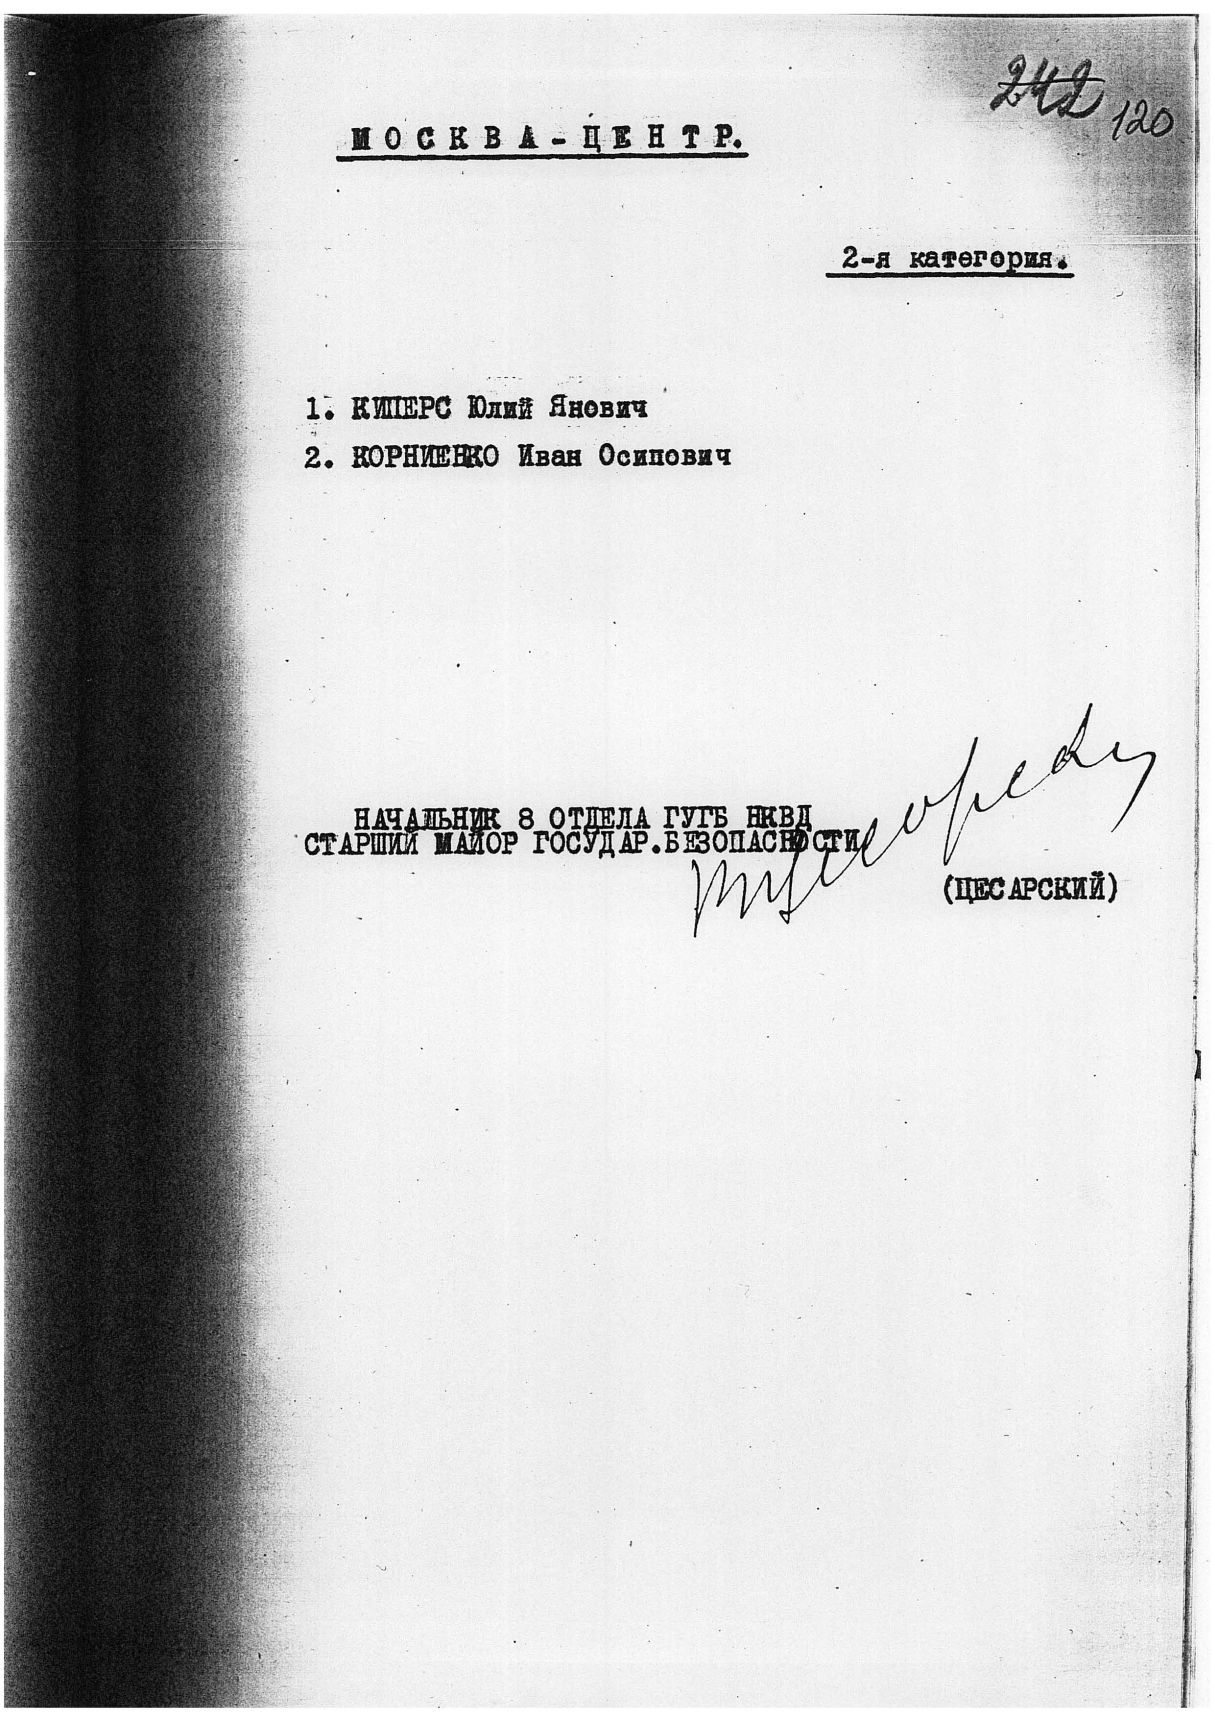 242
120
МОСКВА-ЦЕНТР.
2-я категория.
1. КИПЕРС Юлий Янович
2. КОРНИЕНКО Иван Осипович
НАЧАЛЬНИК 8 ОТДЕЛА ГУГБ НКВД
СТАРШИЙ МАЙОР ГОСУДАР.БЕЗОПАСНОСТИ
(ЦЕСАРСКИЙ)